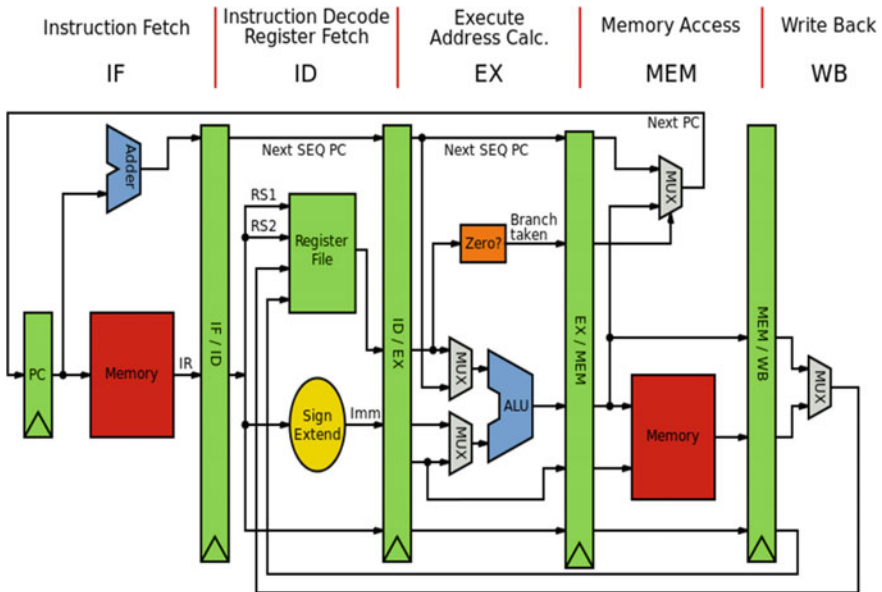 Instruction Fetch
IF
Instruction Decode
Register Fetch
ID
Execute
Address Calc.
EX
Memory Access
MEM
Write Back
WB
Next PC
Adder
Next SEQ PC
Next SEQ PC
MUX
RS1
RS2
Register
File
Branch
taken
Zero?
IF / ID
ID / EX
EX / MEM
MEM / WB
PC
Memory
IR
Sign
Extend
Imm
MUX
MUX
ALU
Memory
MUX